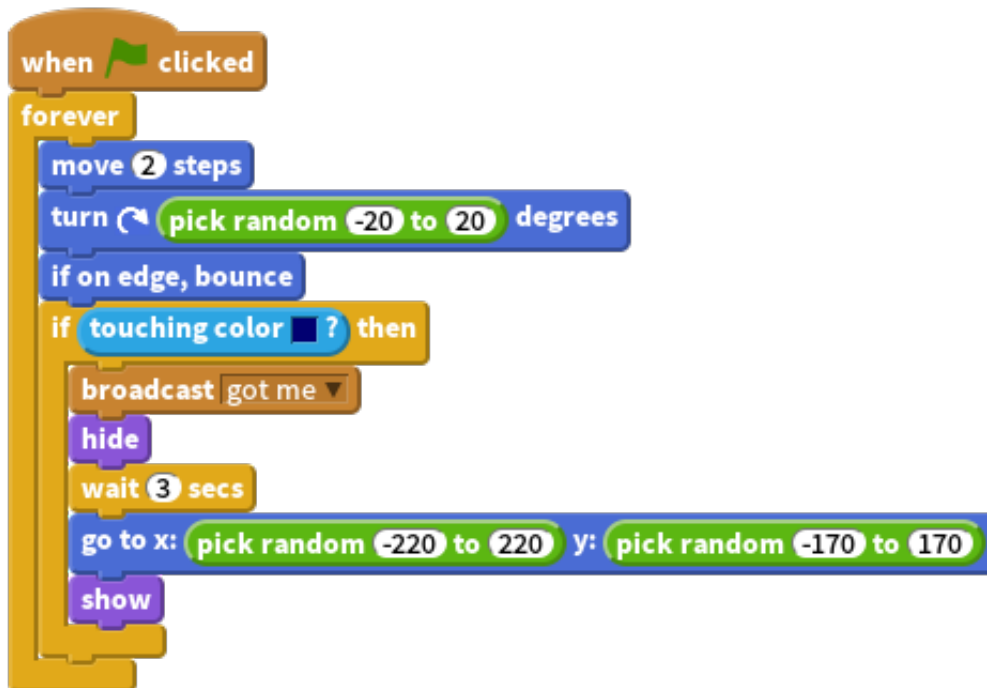 when clicked
forever
move 2 steps
turn pick random -20 to 20 degrees
if on edge, bounce
if touching color ? then
broadcast got me
hide
wait 3 secs
go to x: pick random -220 to 220 y: pick random -170 to 170
show